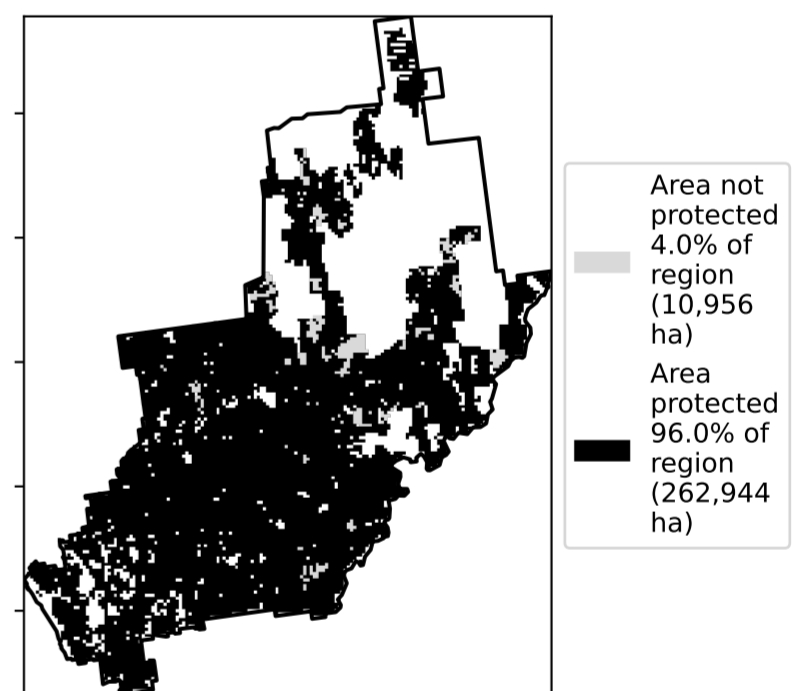 Area not
protected
4.0% of
region
(10,956
ha)
Area
protected
96.0% of
region
(262,944
ha)